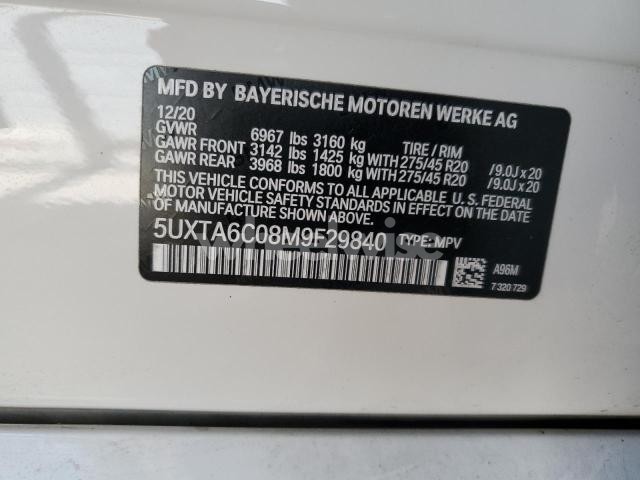 MFD BY BAYERISCHE MOTOREN WERKE AG
12/20
GVWR 6967 lbs 3160 kg TIRE / RIM
GAWR FRONT 3142 lbs 1425 kg WITH 275/45 R20 /9.0J x 20
GAWR REAR 3968 lbs 1800 kg WITH 275/45 R20 /9.0J x 20
THIS VEHICLE CONFORMS TO ALL APPLICABLE U. S. FEDERAL
MOTOR VEHICLE SAFETY STANDARDS IN EFFECT ON THE DATE OF
MANUFACTURE SHOWN ABOVE.
5UXTA6C08M9F29840 TYPE: MPV
A96M
7 320 729